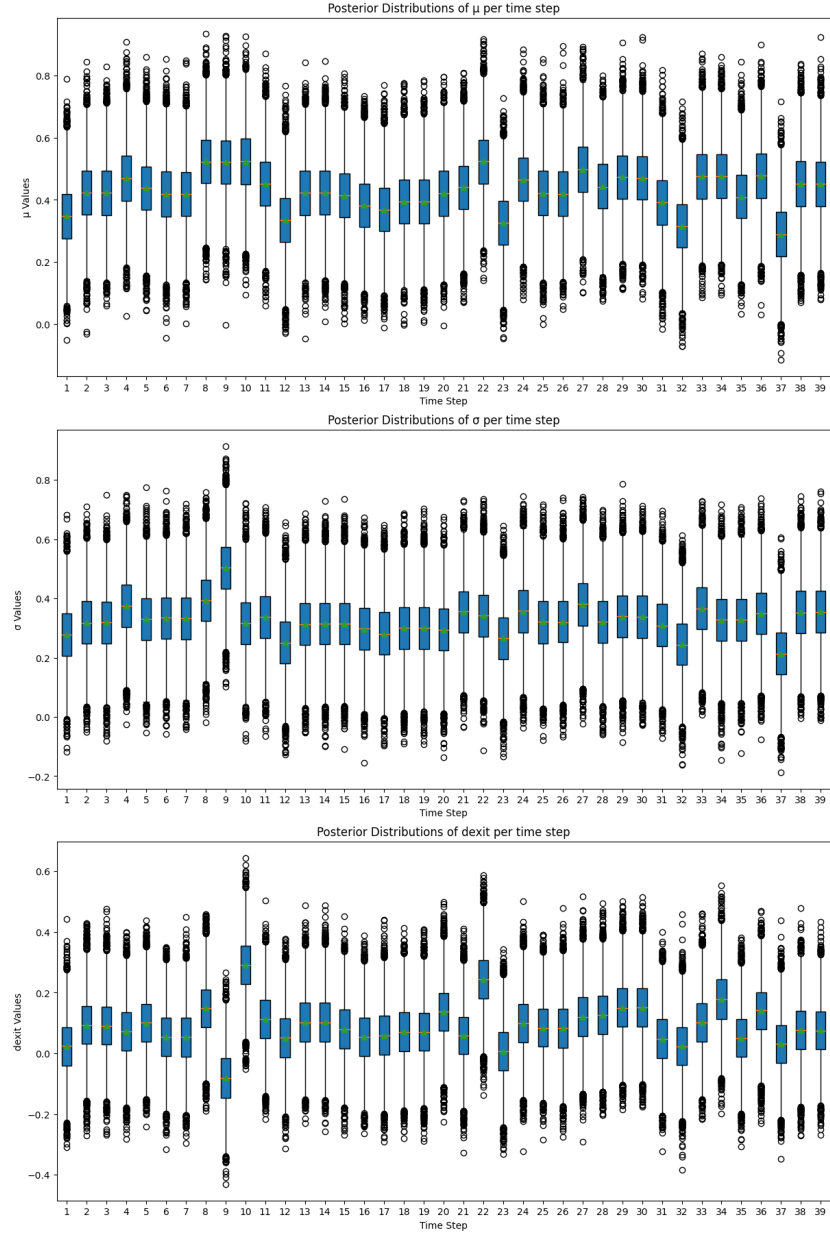 Posterior Distributions of μ per time step
μ Values
0.8
0.6
0.4
0.2
0.0
1 2 3 4 5 6 7 8 9 10 11 12 13 14 15 16 17 18 19 20 21 22 23 24 25 26 27 28 29 30 31 32 33 34 35 36 37 38 39
Time Step
Posterior Distributions of σ per time step
σ Values
0.8
0.6
0.4
0.2
0.0
−0.2
1 2 3 4 5 6 7 8 9 10 11 12 13 14 15 16 17 18 19 20 21 22 23 24 25 26 27 28 29 30 31 32 33 34 35 36 37 38 39
Time Step
Posterior Distributions of dexit per time step
dexit Values
0.6
0.4
0.2
0.0
−0.2
−0.4
1 2 3 4 5 6 7 8 9 10 11 12 13 14 15 16 17 18 19 20 21 22 23 24 25 26 27 28 29 30 31 32 33 34 35 36 37 38 39
Time Step